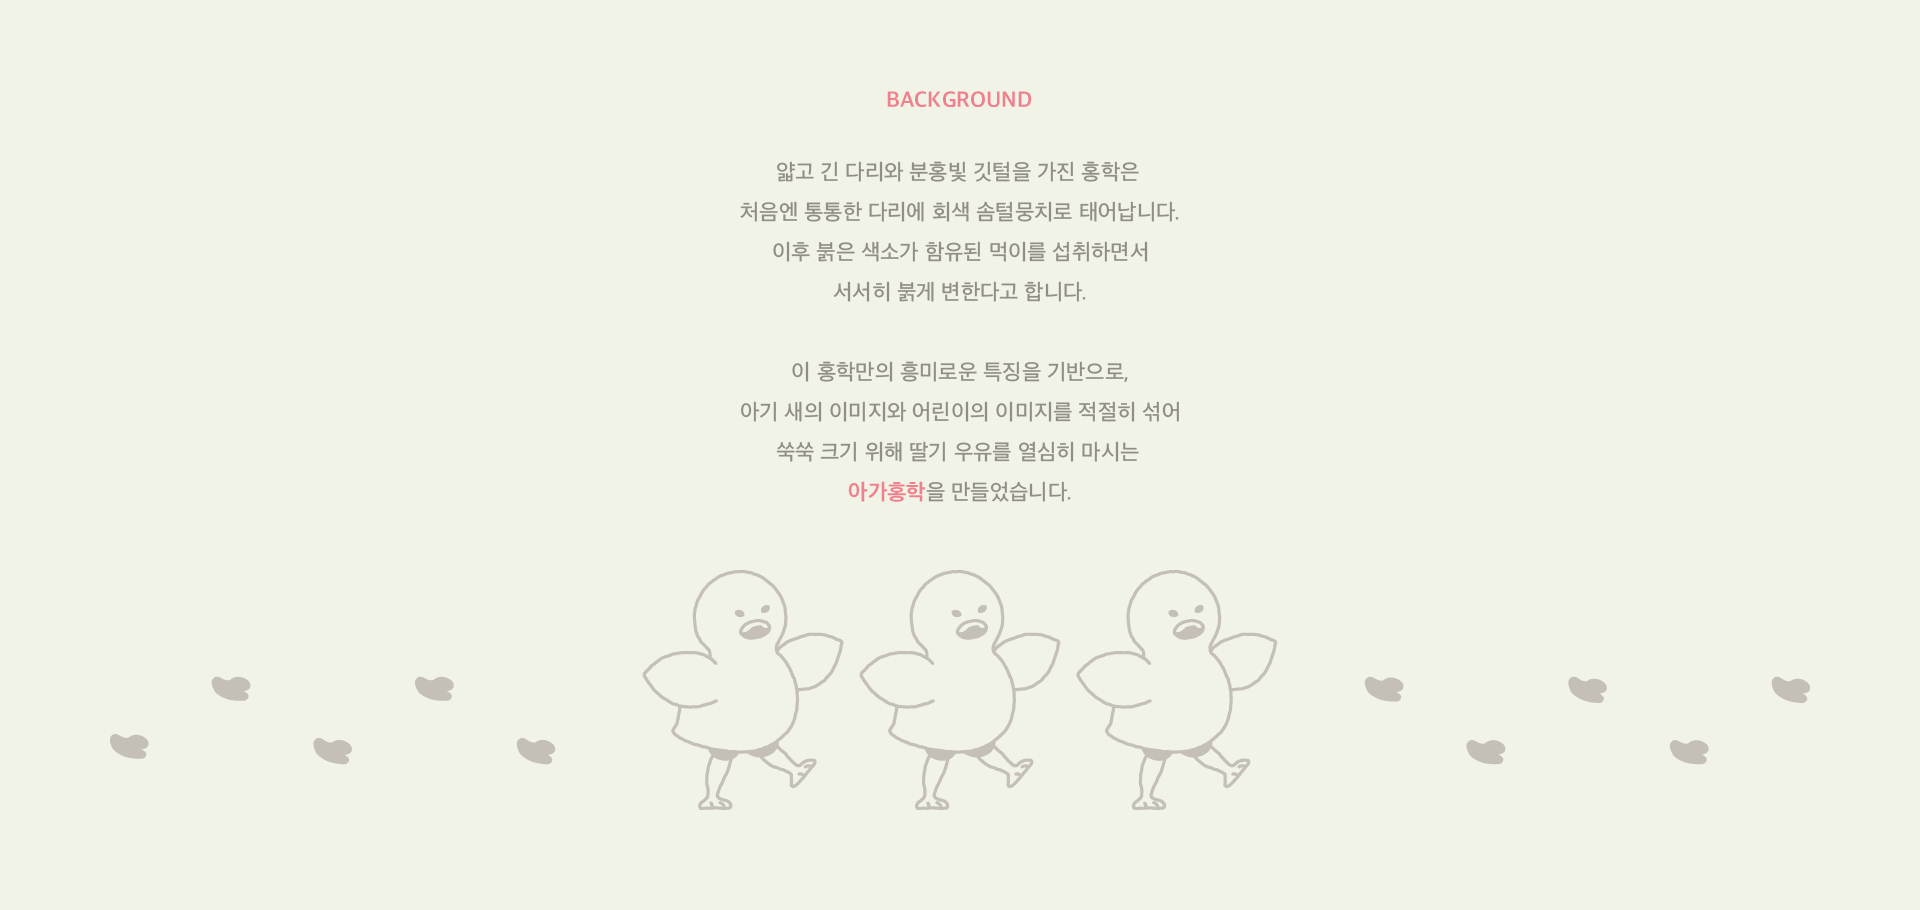 BACKGROUND
얇고 긴 다리와 분홍빛 깃털을 가진 홍학은
처음엔 통통한 다리에 회색 솜털뭉치로 태어납니다.
이후 붉은 색소가 함유된 먹이를 섭취하면서
서서히 붉게 변한다고 합니다.
이 홍학만의 흥미로운 특징을 기반으로,
아기 새의 이미지와 어린이의 이미지를 적절히 섞어
쑥쑥 크기 위해 딸기 우유를 열심히 마시는
아가홍학을 만들었습니다.